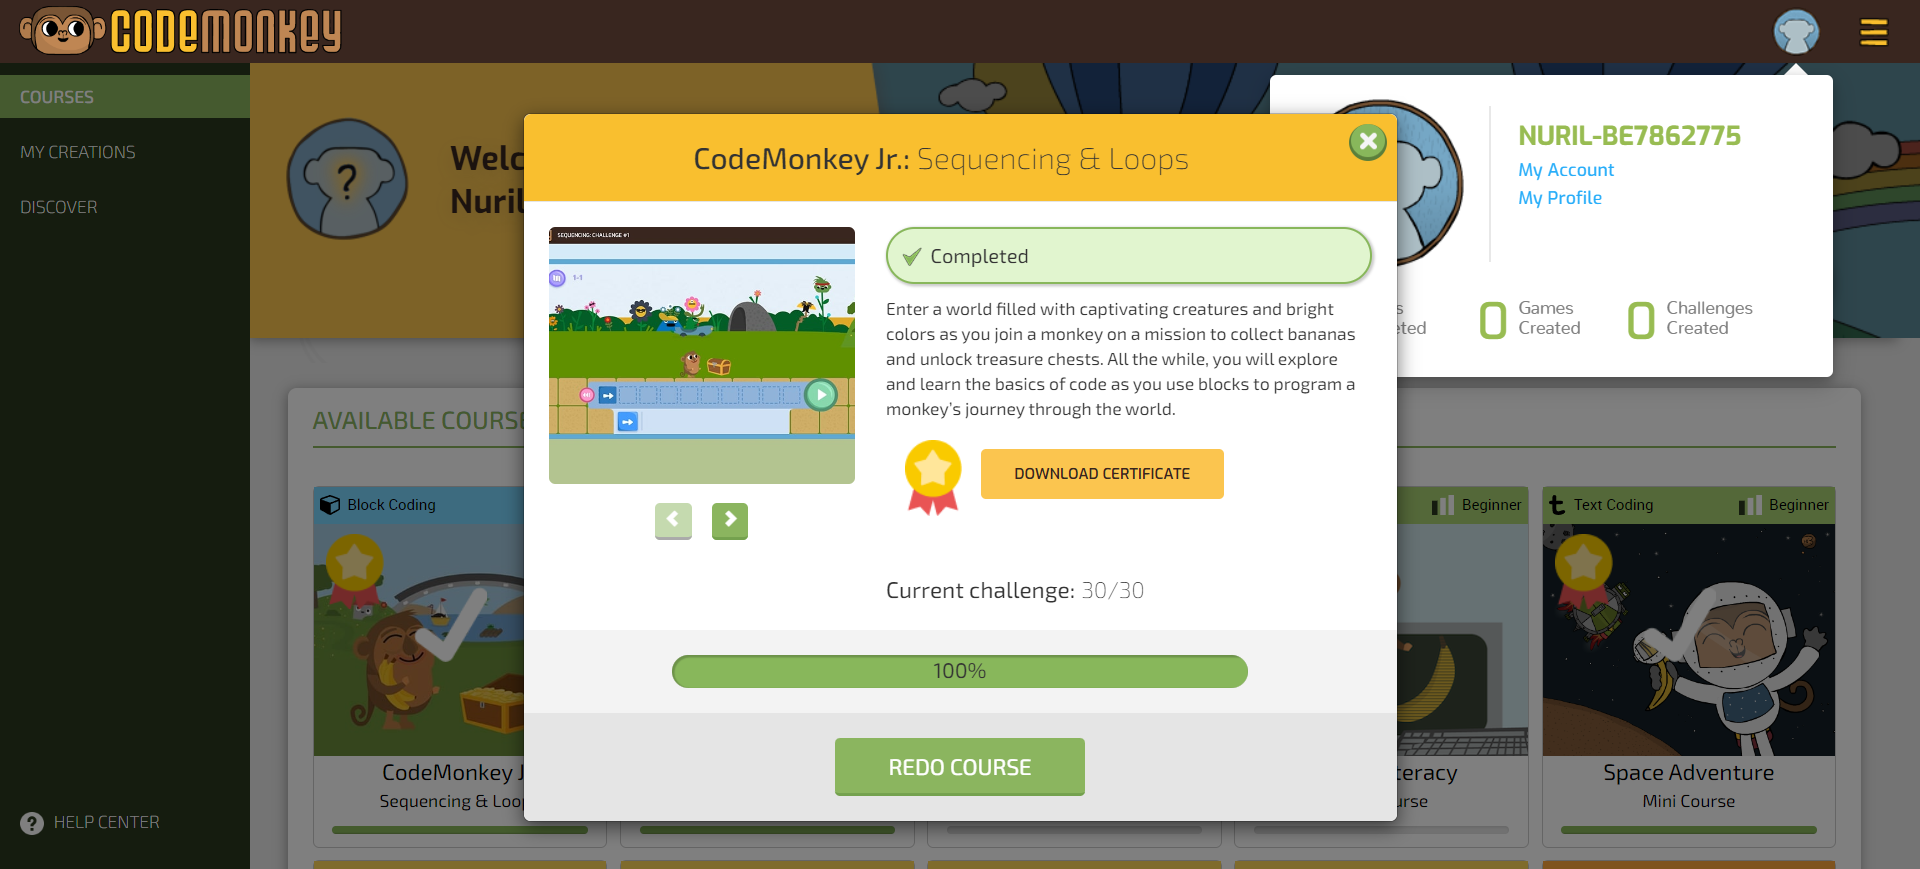 CODEMONKEY
COURSES
MY CREATIONS
DISCOVER
HELP CENTER
Welc
Nuril
NURIL-BE7862775
My Account
My Profile
0 Games Created
0 Challenges Created
CodeMonkey Jr.: Sequencing & Loops
SEQUENCING: CHALLENGE #1
1-1
Completed
Enter a world filled with captivating creatures and bright
colors as you join a monkey on a mission to collect bananas
and unlock treasure chests. All the while, you will explore
and learn the basics of code as you use blocks to program a
monkey's journey through the world.
DOWNLOAD CERTIFICATE
Current challenge: 30/30
100%
REDO COURSE
AVAILABLE COURSE
Block Coding
Beginner
Text Coding
Beginner
CodeMonkey J
Sequencing & Loop
teracy
urse
Space Adventure
Mini Course